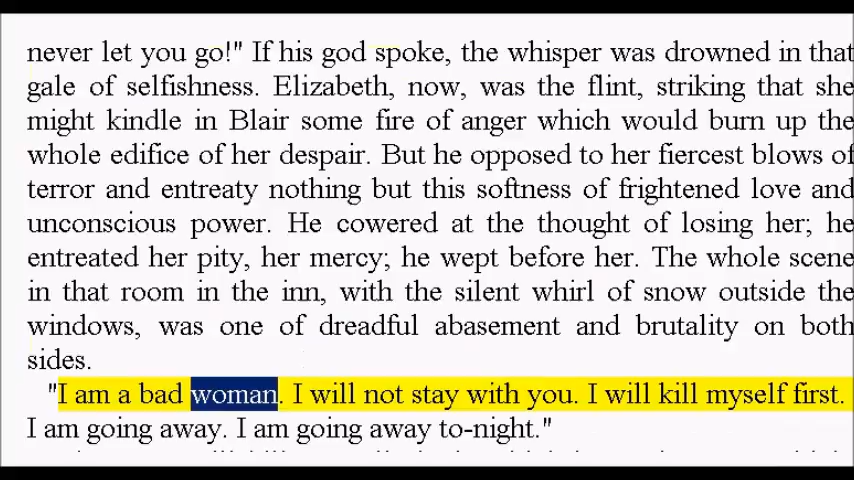 never let you go!" If his god spoke, the whisper was drowned in that
gale of selfishness. Elizabeth, now, was the flint, striking that she
might kindle in Blair some fire of anger which would burn up the
whole edifice of her despair. But he opposed to her fiercest blows of
terror and entreaty nothing but this softness of frightened love and
unconscious power. He cowered at the thought of losing her; he
entreated her pity, her mercy; he wept before her. The whole scene
in that room in the inn, with the silent whirl of snow outside the
windows, was one of dreadful abasement and brutality on both
sides.
"I am a bad woman. I will not stay with you. I will kill myself first.
I am going away. I am going away to-night."